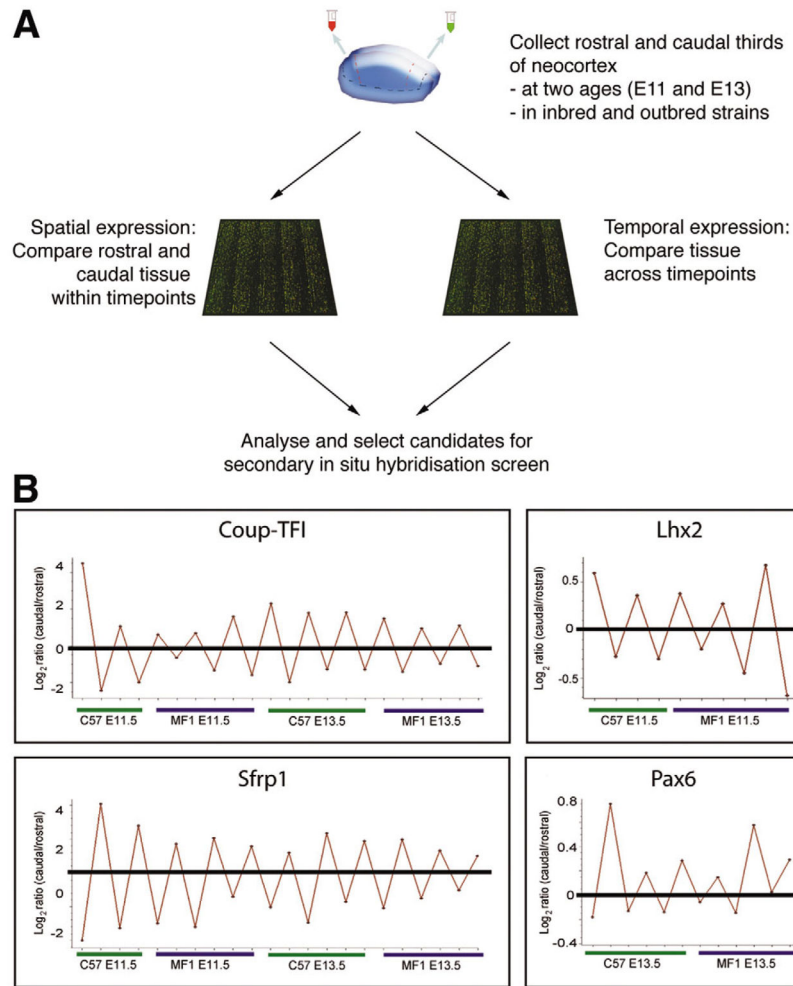 A
Collect rostral and caudal thirds
of neocortex
- at two ages (E11 and E13)
- in inbred and outbred strains
Spatial expression:
Compare rostral and
caudal tissue
within timepoints
Temporal expression:
Compare tissue
across timepoints
Analyse and select candidates for
secondary in situ hybridisation screen
B
Coup-TFI
Log2 ratio (caudal/rostral)
4
2
0
-2
C57 E11.5 MF1 E11.5 C57 E13.5 MF1 E13.5
Lhx2
Log2 ratio (caudal/rostral)
0.5
0
-0.5
C57 E11.5 MF1 E11.5
Sfrp1
Log2 ratio (caudal/rostral)
4
2
0
-2
C57 E11.5 MF1 E11.5 C57 E13.5 MF1 E13.5
Pax6
Log2 ratio (caudal/rostral)
0.8
0.4
0
-0.4
C57 E13.5 MF1 E13.5